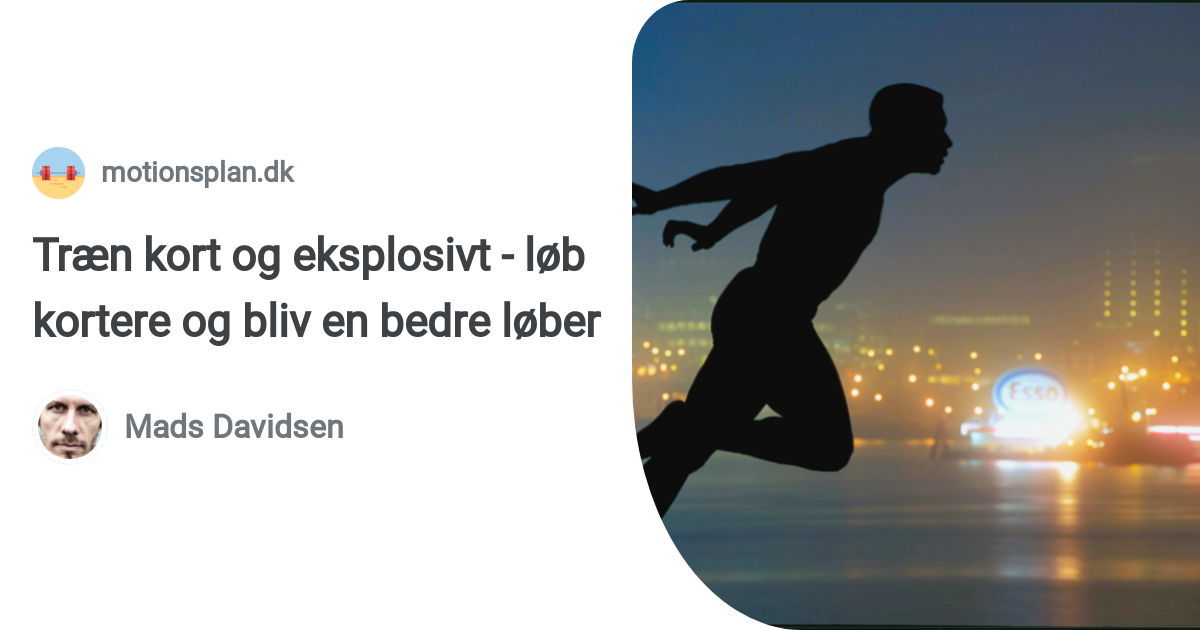 motionsplan.dk
Træn kort og eksplosivt - løb
kortere og bliv en bedre løber
Mads Davidsen
Esso